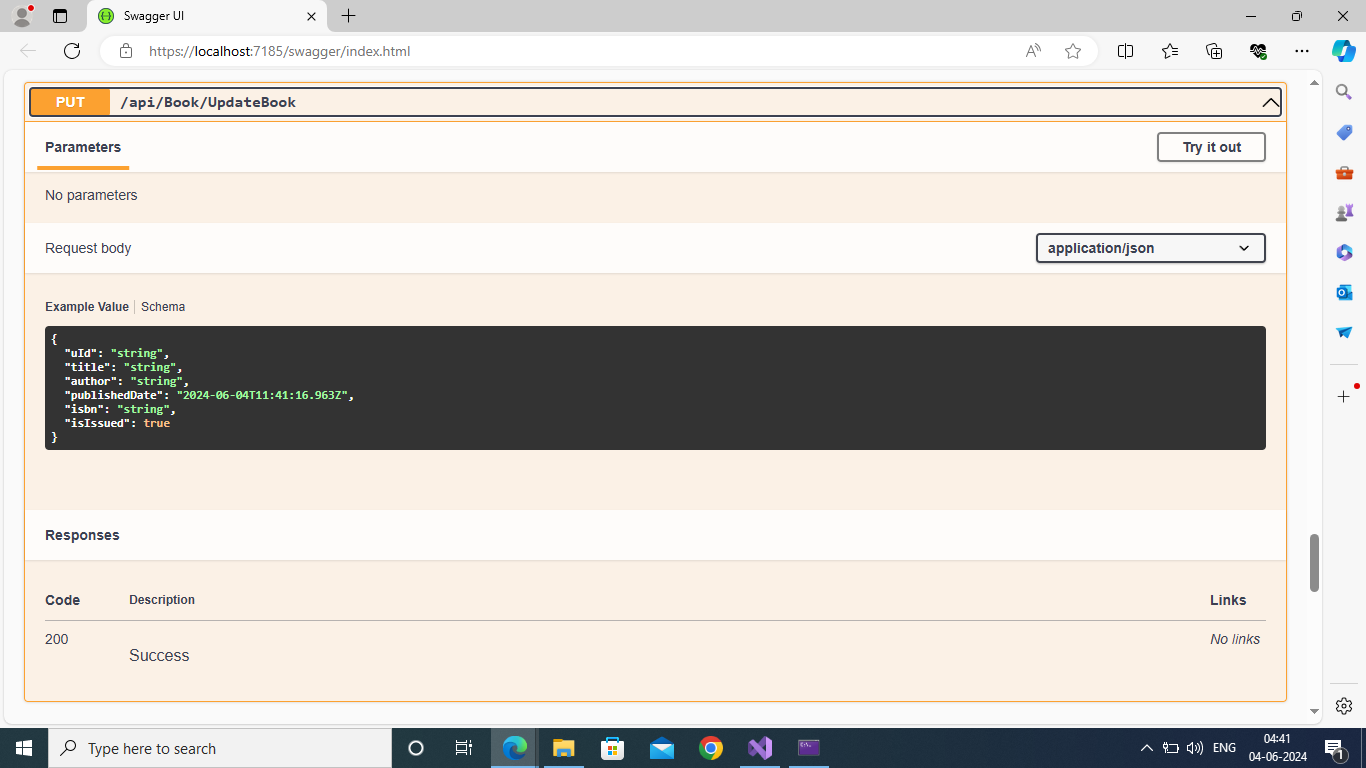 Swagger UI
https://localhost:7185/swagger/index.html
PUT /api/Book/UpdateBook
Parameters
Try it out
No parameters
Request body
application/json
Example Value Schema
{
"uId": "string",
"title": "string",
"author": "string",
"publishedDate": "2024-06-04T11:41:16.963Z",
"isbn": "string",
"isIssued": true
}
Responses
Code Description Links
200 No links
Success
Type here to search
ENG
04:41
04-06-2024
1